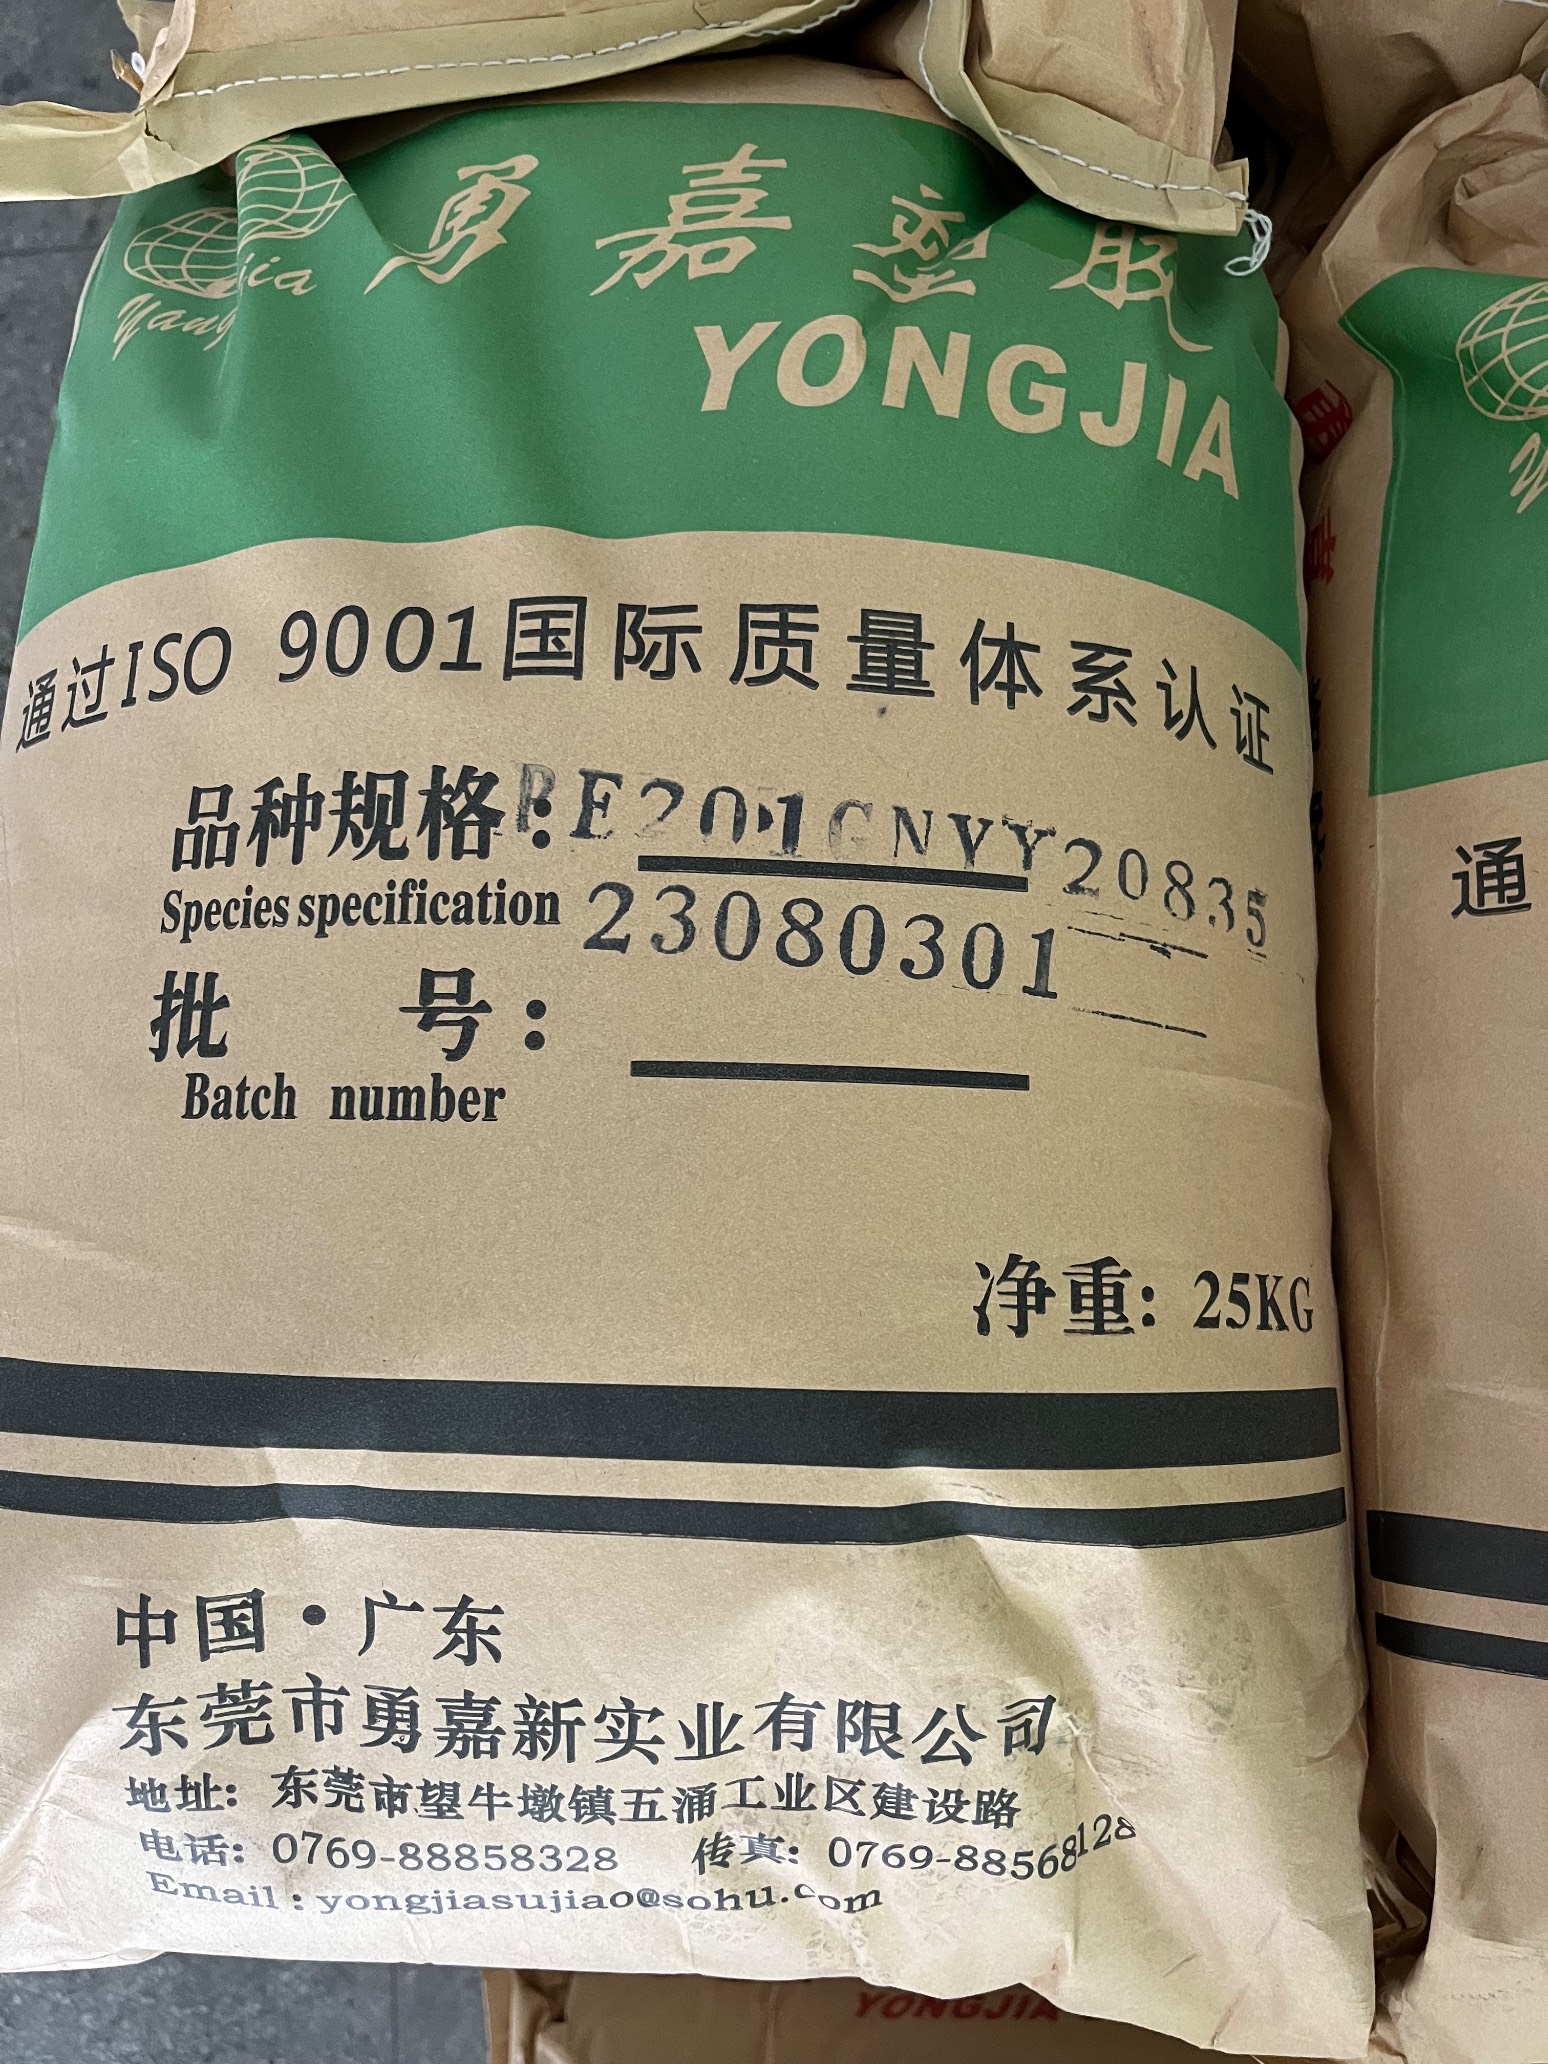 Yongjia
勇嘉塑胶
YONGJIA
通过ISO 9001国际质量体系认证
品种规格：PE201GNYY20835
Species specification
23080301
批 号：
Batch number
净重：25KG
中国·广东
东莞市勇嘉新实业有限公司
地址：东莞市望牛墩镇五涌工业区建设路
电话：0769-88858328 传真：0769-88568128
Email：yongjiasujiao@sohu.com
通
YONGJIA